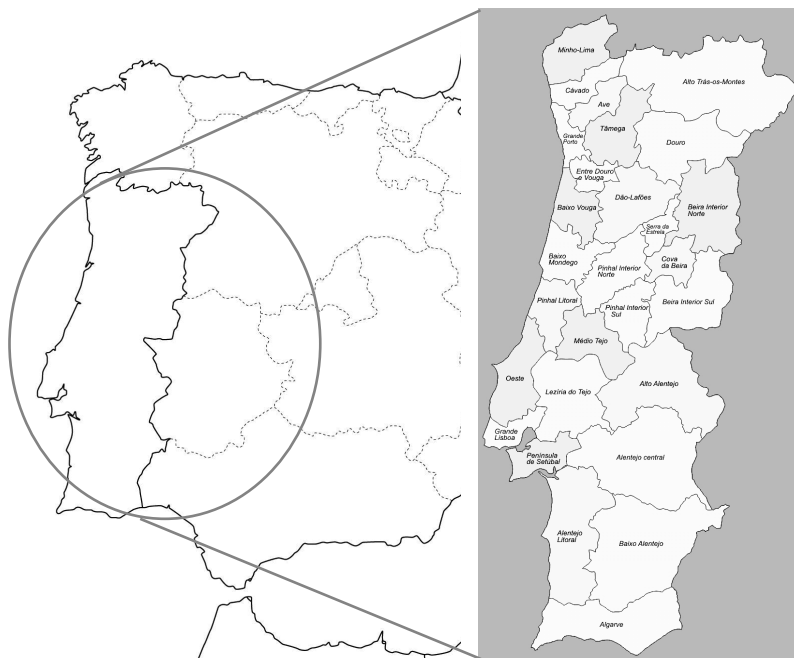 Minho-Lima
Alto Trás-os-Montes
Cávado
Ave
Tâmega
Grande
Porto
Douro
Entre Douro
e Vouga
Dão-Lafões
Baixo Vouga
Beira Interior
Norte
Serra da
Estrela
Baixo
Mondego
Cova
da Beira
Pinhal Interior
Norte
Pinhal Litoral
Pinhal Interior
Sul
Beira Interior Sul
Médio Tejo
Oeste
Lezíria do Tejo
Alto Alentejo
Grande
Lisboa
Península
de Setúbal
Alentejo central
Alentejo
Litoral
Baixo Alentejo
Algarve